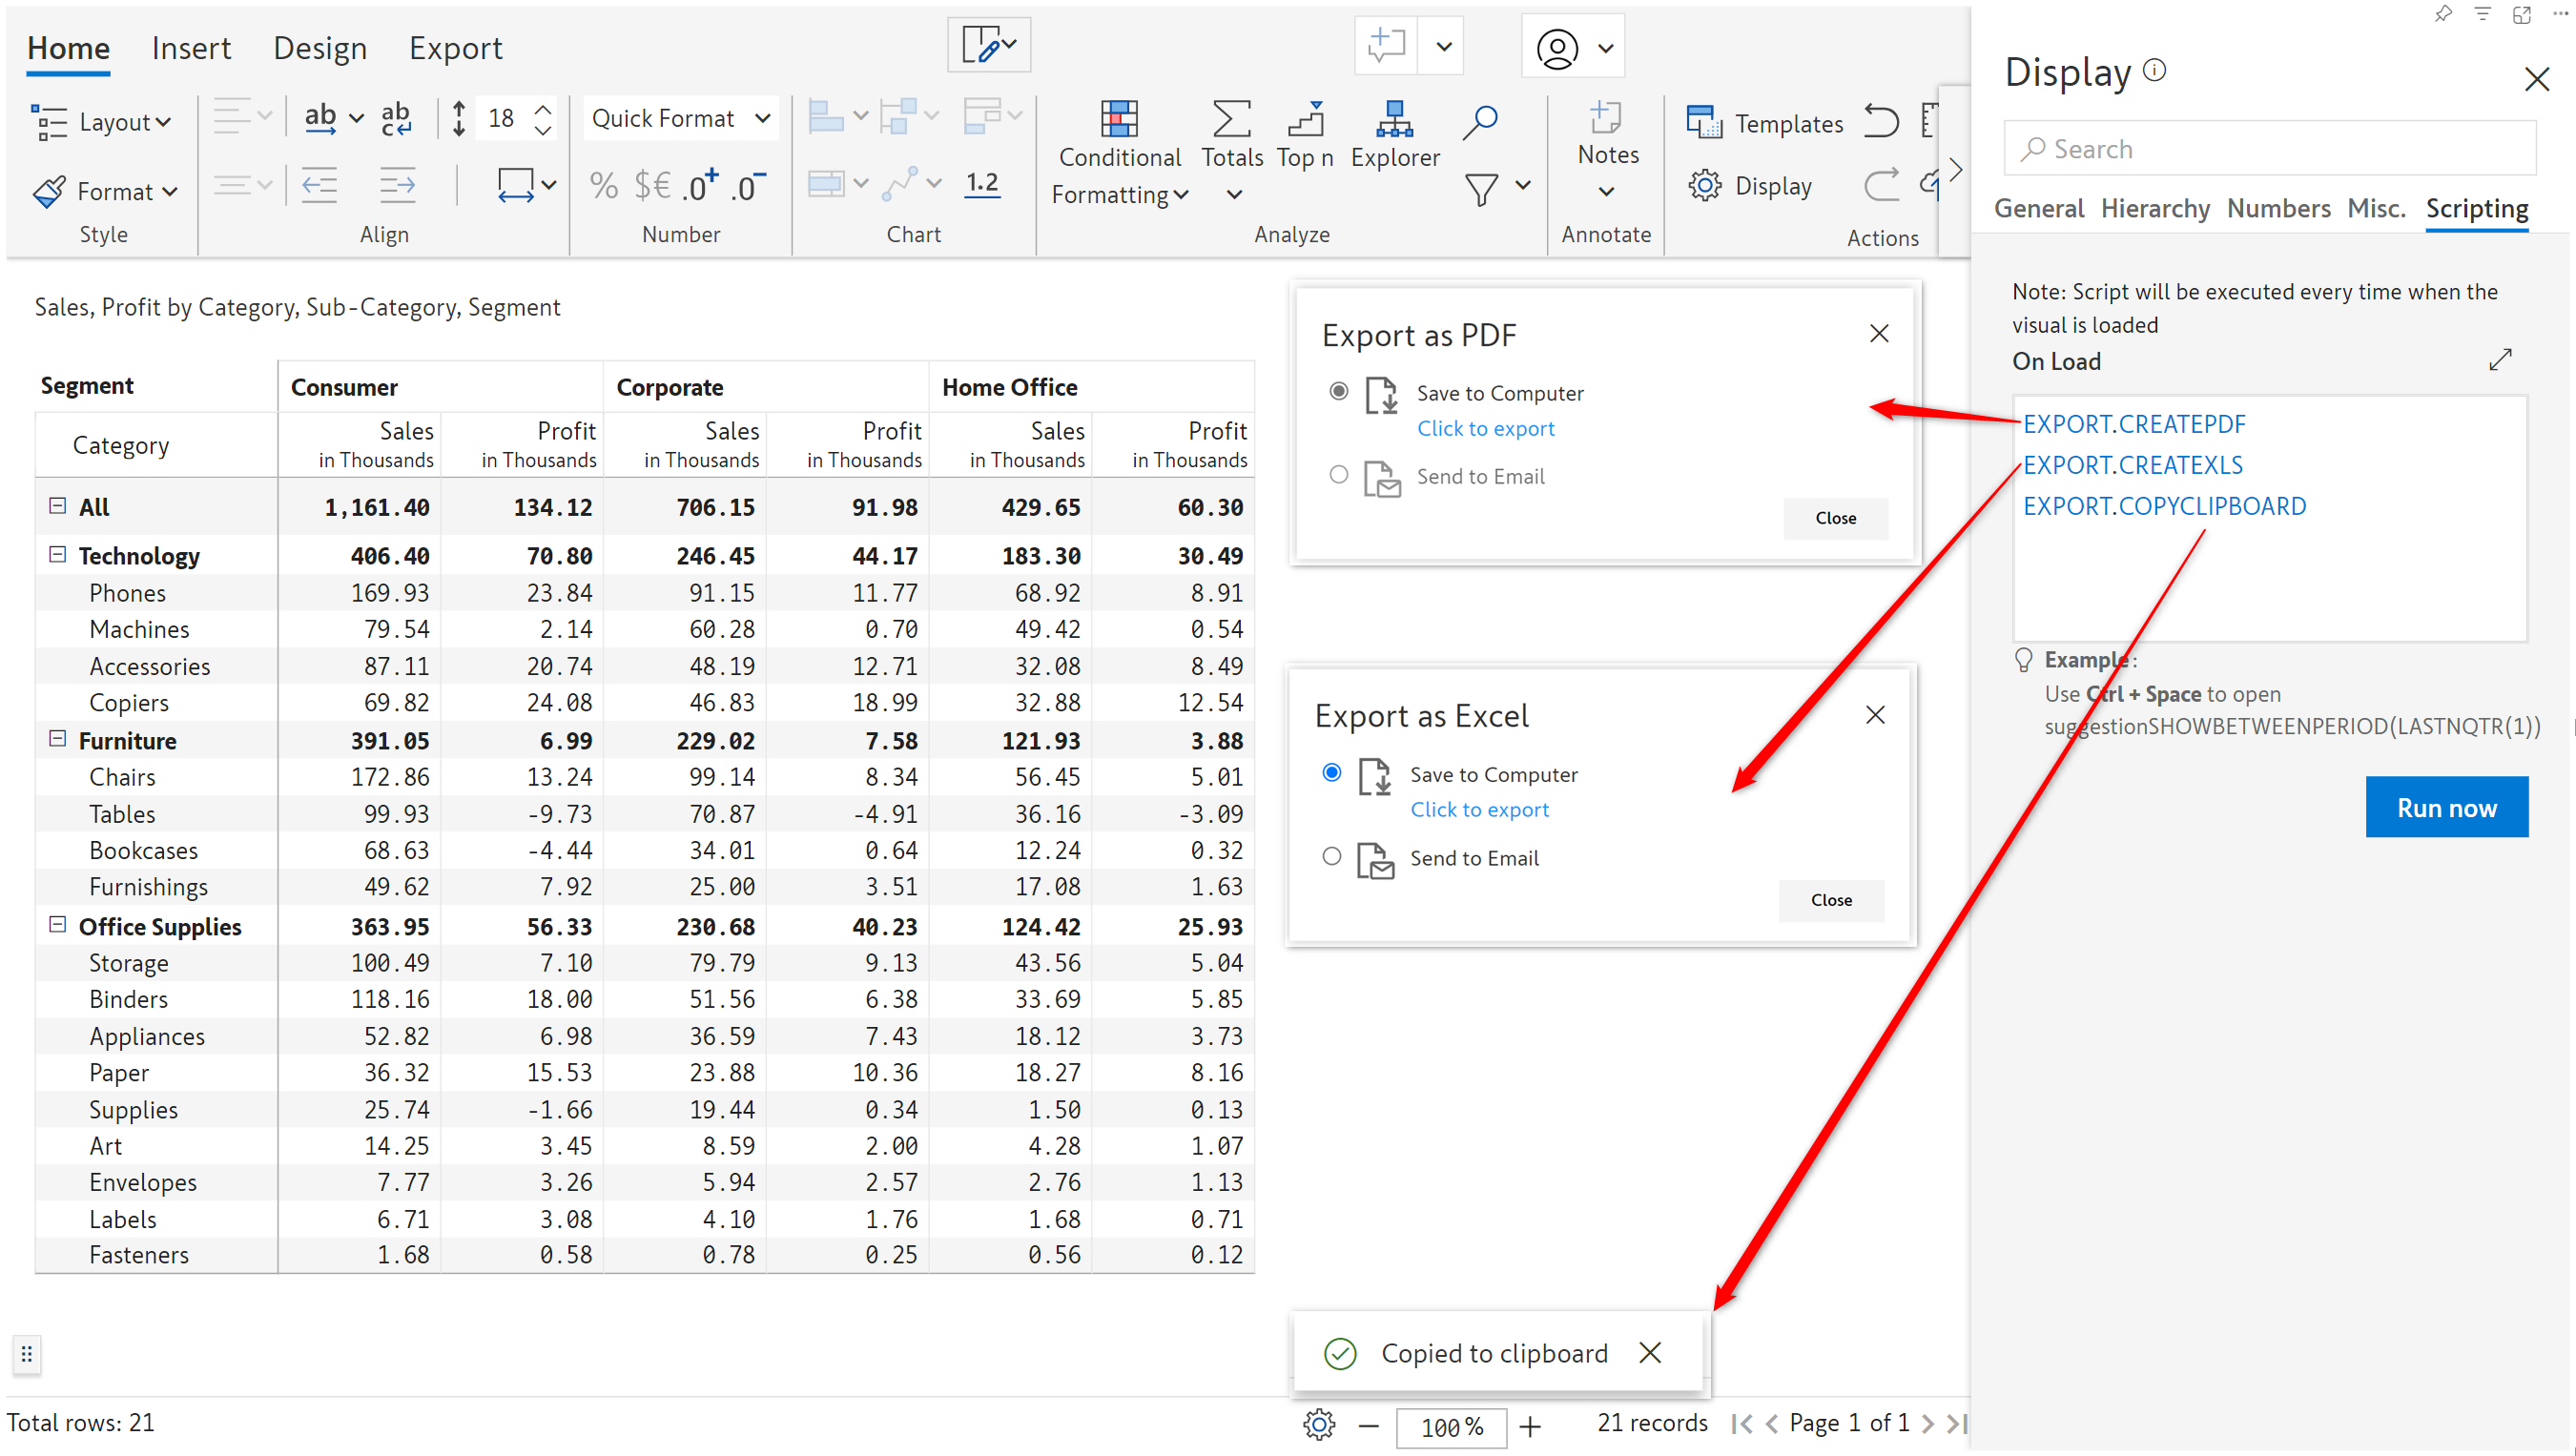 Home Insert Design Export
Layout
Format
Style
ab
ab
c
18
Align
Quick Format
% $€ .0+ .0-
Number
1.2
Chart
Conditional
Formatting
Totals
Top n
Explorer
Analyze
Notes
Annotate
Templates
Display
Actions
Sales, Profit by Category, Sub-Category, Segment
Segment Consumer Corporate Home Office
Category Sales Profit Sales Profit Sales Profit
in Thousands in Thousands in Thousands in Thousands in Thousands in Thousands
All 1,161.40 134.12 706.15 91.98 429.65 60.30
Technology 406.40 70.80 246.45 44.17 183.30 30.49
Phones 169.93 23.84 91.15 11.77 68.92 8.91
Machines 79.54 2.14 60.28 0.70 49.42 0.54
Accessories 87.11 20.74 48.19 12.71 32.08 8.49
Copiers 69.82 24.08 46.83 18.99 32.88 12.54
Furniture 391.05 6.99 229.02 7.58 121.93 3.88
Chairs 172.86 13.24 99.14 8.34 56.45 5.01
Tables 99.93 -9.73 70.87 -4.91 36.16 -3.09
Bookcases 68.63 -4.44 34.01 0.64 12.24 0.32
Furnishings 49.62 7.92 25.00 3.51 17.08 1.63
Office Supplies 363.95 56.33 230.68 40.23 124.42 25.93
Storage 100.49 7.10 79.79 9.13 43.56 5.04
Binders 118.16 18.00 51.56 6.38 33.69 5.85
Appliances 52.82 6.98 36.59 7.43 18.12 3.73
Paper 36.32 15.53 23.88 10.36 18.27 8.16
Supplies 25.74 -1.66 19.44 0.34 1.50 0.13
Art 14.25 3.45 8.59 2.00 4.28 1.07
Envelopes 7.77 3.26 5.94 2.57 2.76 1.13
Labels 6.71 3.08 4.10 1.76 1.68 0.71
Fasteners 1.68 0.58 0.78 0.25 0.56 0.12
Export as PDF
Save to Computer
Click to export
Send to Email
Close
Export as Excel
Save to Computer
Click to export
Send to Email
Close
Copied to clipboard
Total rows: 21
100%
21 records
Page 1 of 1
Display
Search
General Hierarchy Numbers Misc. Scripting
Note: Script will be executed every time when the
visual is loaded
On Load
EXPORT.CREATEPDF
EXPORT.CREATEXLS
EXPORT.COPYCLIPBOARD
Example:
Use Ctrl + Space to open
suggestionSHOWBETWEENPERIOD(LASTNQTR(1))
Run now